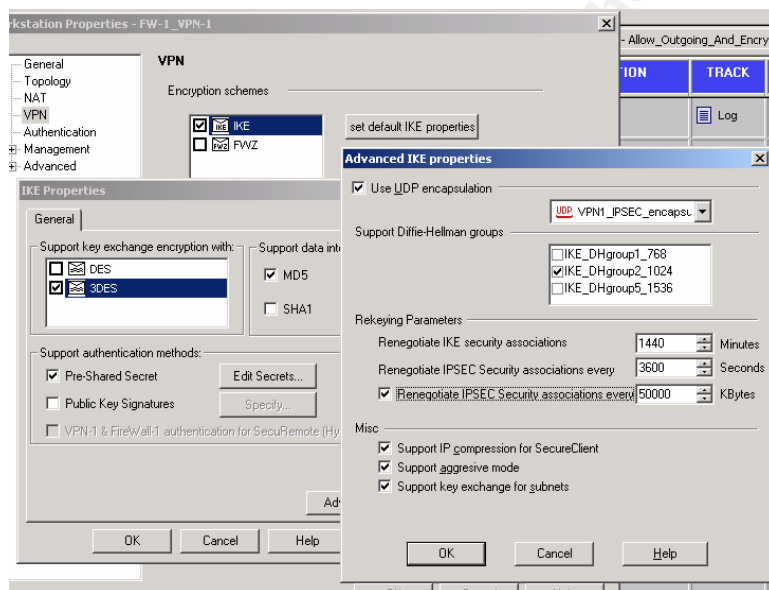 rkstation Properties - FW-1_VPN-1
- Allow_Outgoing_And_Encry
General
Topology
NAT
VPN
Authentication
Management
Advanced
VPN
Encryption schemes
IKE IKE
FWZ FWZ
set default IKE properties
ION TRACK
Log
IKE Properties
General
Support key exchange encryption with:
DES
3DES
Support data int
MD5
SHA1
Support authentication methods:
Pre-Shared Secret
Edit Secrets...
Public Key Signatures
Specify...
VPN-1 & FireWall-1 authentication for SecuRemote (Hy
Ad
OK Cancel Help
Advanced IKE properties
Use UDP encapsulation
UDP VPN1_IPSEC_encapsu
Support Diffie-Hellman groups
IKE_DHgroup1_768
IKE_DHgroup2_1024
IKE_DHgroup5_1536
Rekeying Parameters
Renegotiate IKE security associations 1440 Minutes
Renegotiate IPSEC Security associations every 3600 Seconds
Renegotiate IPSEC Security associations every 50000 KBytes
Misc
Support IP compression for SecureClient
Support aggresive mode
Support key exchange for subnets
OK Cancel Help